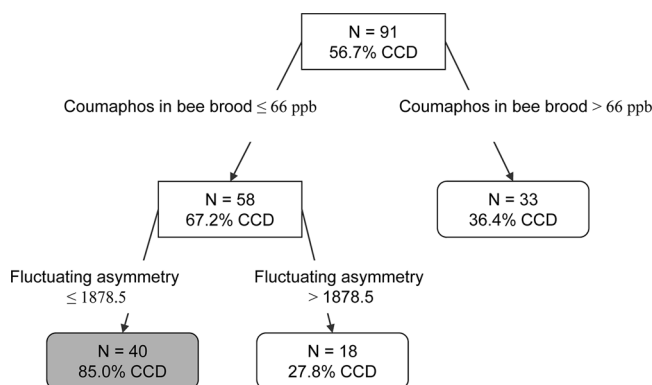 N = 91
56.7% CCD
Coumaphos in bee brood ≤ 66 ppb
Coumaphos in bee brood > 66 ppb
N = 58
67.2% CCD
N = 33
36.4% CCD
Fluctuating asymmetry
≤ 1878.5
Fluctuating asymmetry
> 1878.5
N = 40
85.0% CCD
N = 18
27.8% CCD